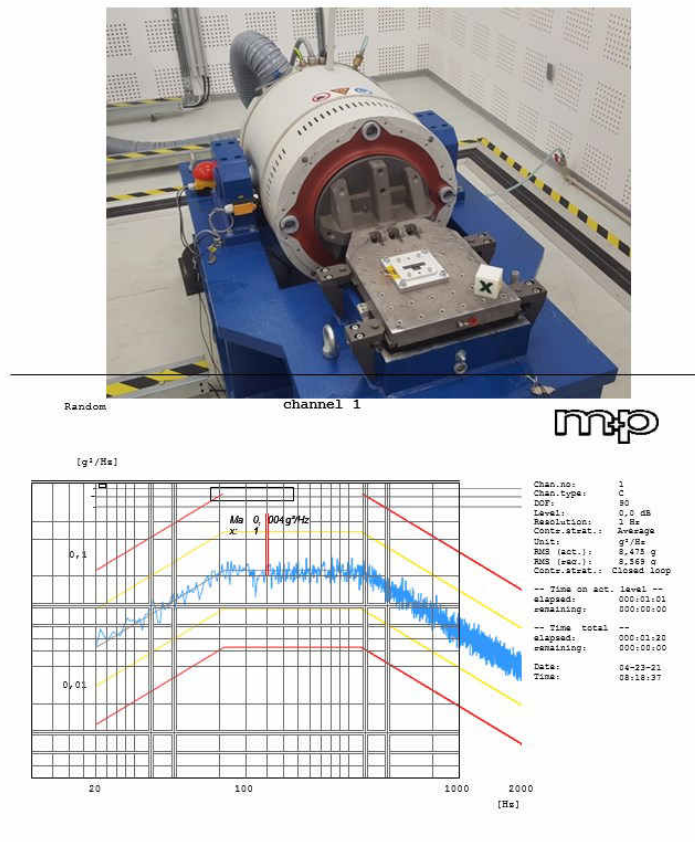 X
Random
channel 1
m+p
[g²/Hz]
Chan.no: 1
Chan.type: C
DOF: 90
Level: 0,0 dB
Resolution: 1 Hz
Contr.strat.: Average
Unit: g²/Hz
RMS (act.): 8,475 g
RMS (req.): 8,569 g
Contr.strat.: Closed loop
-- Time on act. level --
elapsed: 000:01:01
remaining: 000:00:00
-- Time total --
elapsed: 000:01:20
remaining: 000:00:00
Date: 04-23-21
Time: 08:18:37
Ma 0, 004g²/Hz
x: 1
0,1
0,01
20
100
1000
2000
[Hz]